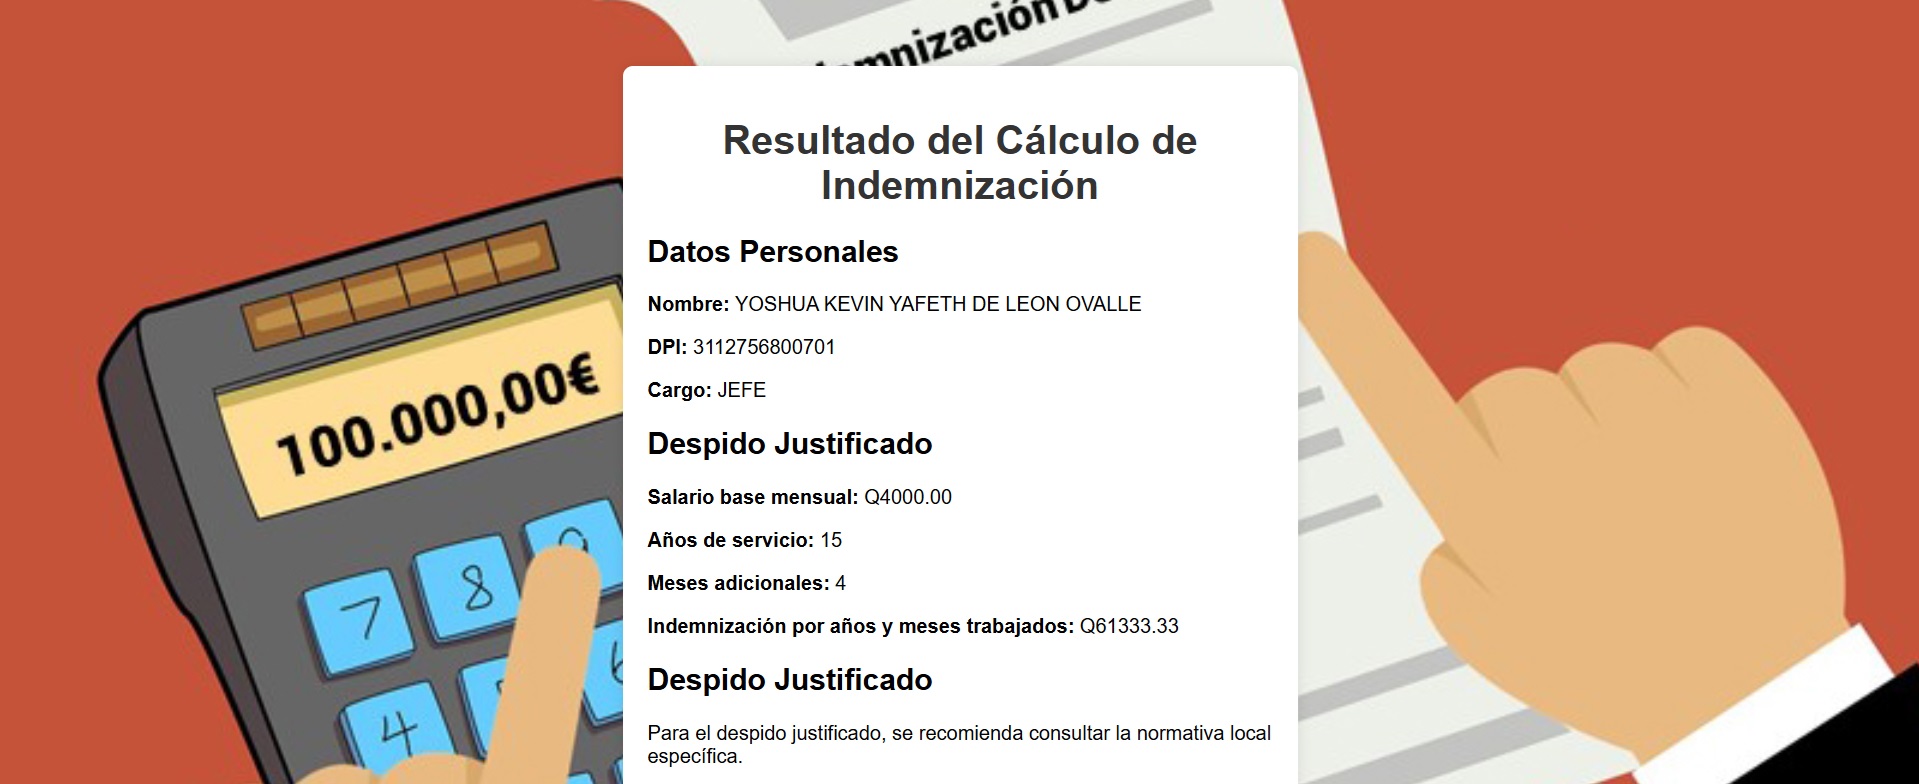 Resultado del Cálculo de
Indemnización
Datos Personales
Nombre: YOSHUA KEVIN YAFETH DE LEON OVALLE
DPI: 3112756800701
Cargo: JEFE
Despido Justificado
Salario base mensual: Q4000.00
Años de servicio: 15
Meses adicionales: 4
Indemnización por años y meses trabajados: Q61333.33
Despido Justificado
Para el despido justificado, se recomienda consultar la normativa local
específica.
100.000,00€
7 8 9
4 6